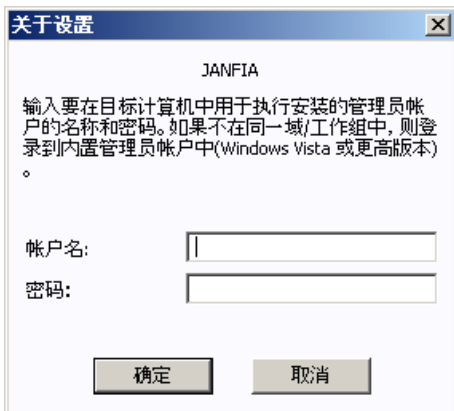 关于设置
JANFIA
输入要在目标计算机中用于执行安装的管理员帐
户的名称和密码。如果不在同一域/工作组中, 则登
录到内置管理员帐户中(Windows Vista 或更高版本)
。
帐户名:
密码:
确定
取消